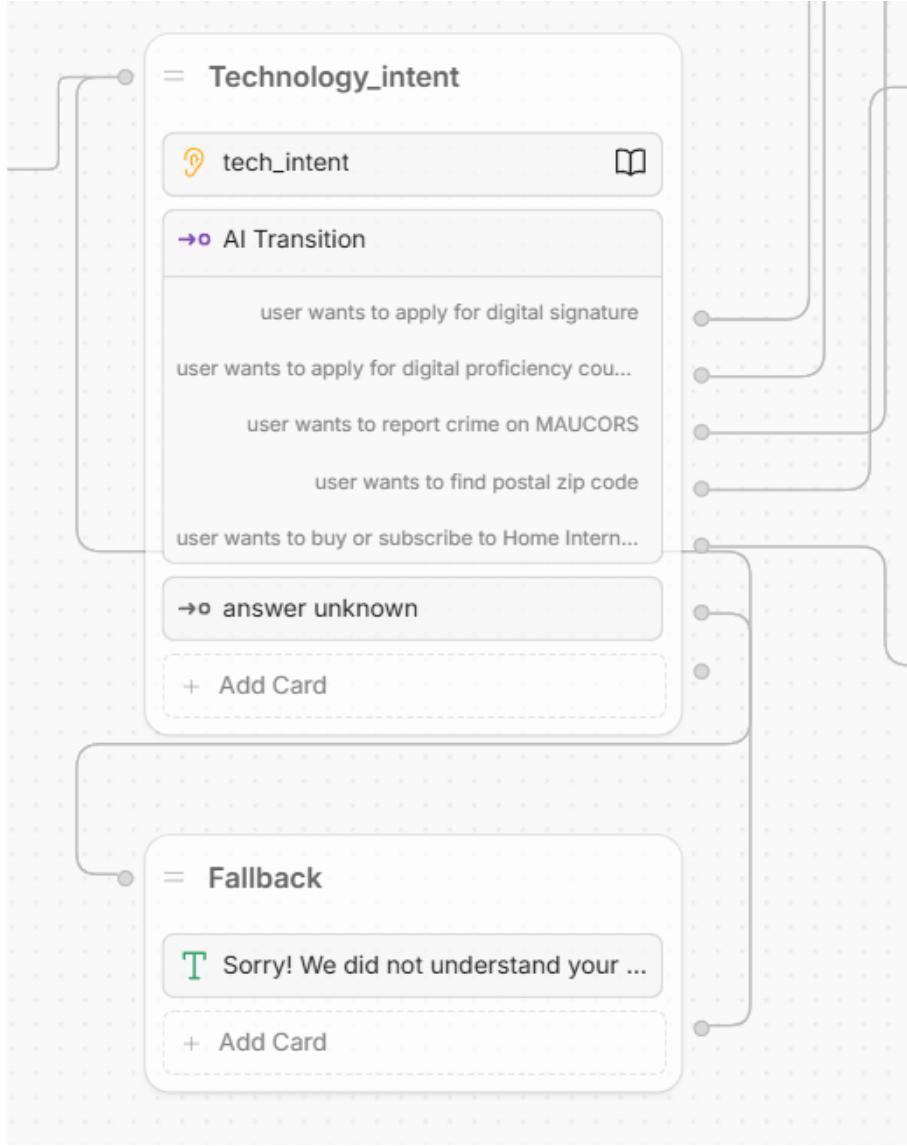 Technology_intent
tech_intent
AI Transition
user wants to apply for digital signature
user wants to apply for digital proficiency cou...
user wants to report crime on MAUCORS
user wants to find postal zip code
user wants to buy or subscribe to Home Intern...
answer unknown
+ Add Card
Fallback
Sorry! We did not understand your ...
+ Add Card